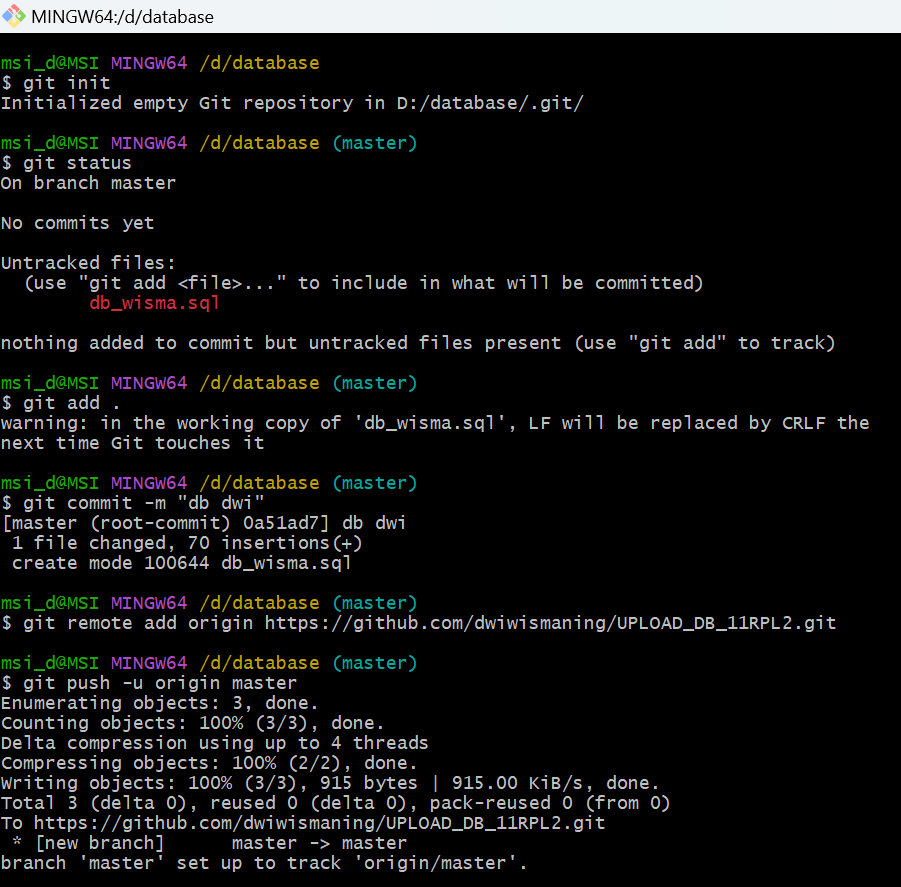 MINGW64:/d/database
msi_d@MSI MINGW64 /d/database
$ git init
Initialized empty Git repository in D:/database/.git/
msi_d@MSI MINGW64 /d/database (master)
$ git status
On branch master
No commits yet
Untracked files:
(use "git add <file>..." to include in what will be committed)
db_wisma.sql
nothing added to commit but untracked files present (use "git add" to track)
msi_d@MSI MINGW64 /d/database (master)
$ git add .
warning: in the working copy of 'db_wisma.sql', LF will be replaced by CRLF the
next time Git touches it
msi_d@MSI MINGW64 /d/database (master)
$ git commit -m "db dwi"
[master (root-commit) 0a51ad7] db dwi
1 file changed, 70 insertions(+)
create mode 100644 db_wisma.sql
msi_d@MSI MINGW64 /d/database (master)
$ git remote add origin https://github.com/dwiwismaning/UPLOAD_DB_11RPL2.git
msi_d@MSI MINGW64 /d/database (master)
$ git push -u origin master
Enumerating objects: 3, done.
Counting objects: 100% (3/3), done.
Delta compression using up to 4 threads
Compressing objects: 100% (2/2), done.
Writing objects: 100% (3/3), 915 bytes | 915.00 KiB/s, done.
Total 3 (delta 0), reused 0 (delta 0), pack-reused 0 (from 0)
To https://github.com/dwiwismaning/UPLOAD_DB_11RPL2.git
* [new branch]      master -> master
branch 'master' set up to track 'origin/master'.